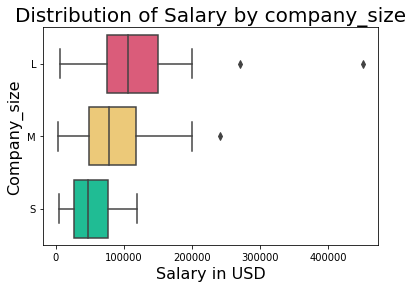 Distribution of Salary by company_size
Company_size
L
M
S
0 100000 200000 300000 400000
Salary in USD